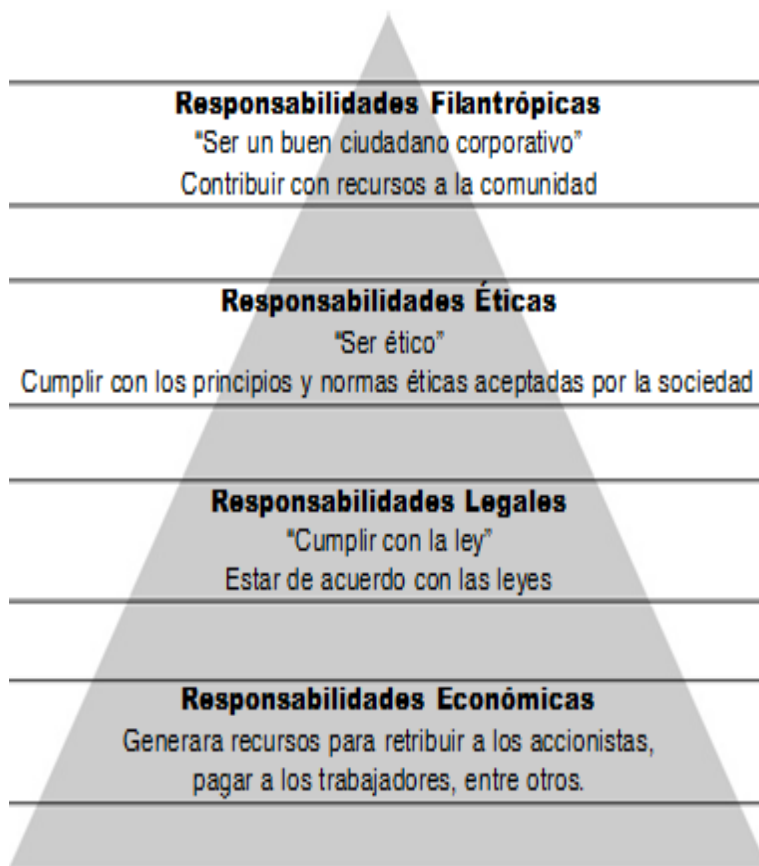 Responsabilidades Filantrópicas
"Ser un buen ciudadano corporativo"
Contribuir con recursos a la comunidad
Responsabilidades Éticas
"Ser ético"
Cumplir con los principios y normas éticas aceptadas por la sociedad
Responsabilidades Legales
"Cumplir con la ley"
Estar de acuerdo con las leyes
Responsabilidades Económicas
Generara recursos para retribuir a los accionistas,
pagar a los trabajadores, entre otros.